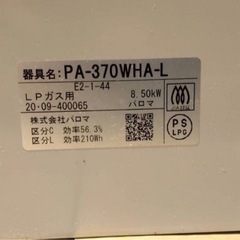 器具名: PA-370WHA-L
E2-1-44
LPガス用 8.50kW
20・09-400065 パロマ
株式会社パロマ
区分C 効率56.3%
区分L 効率210Wh
PS
LPG